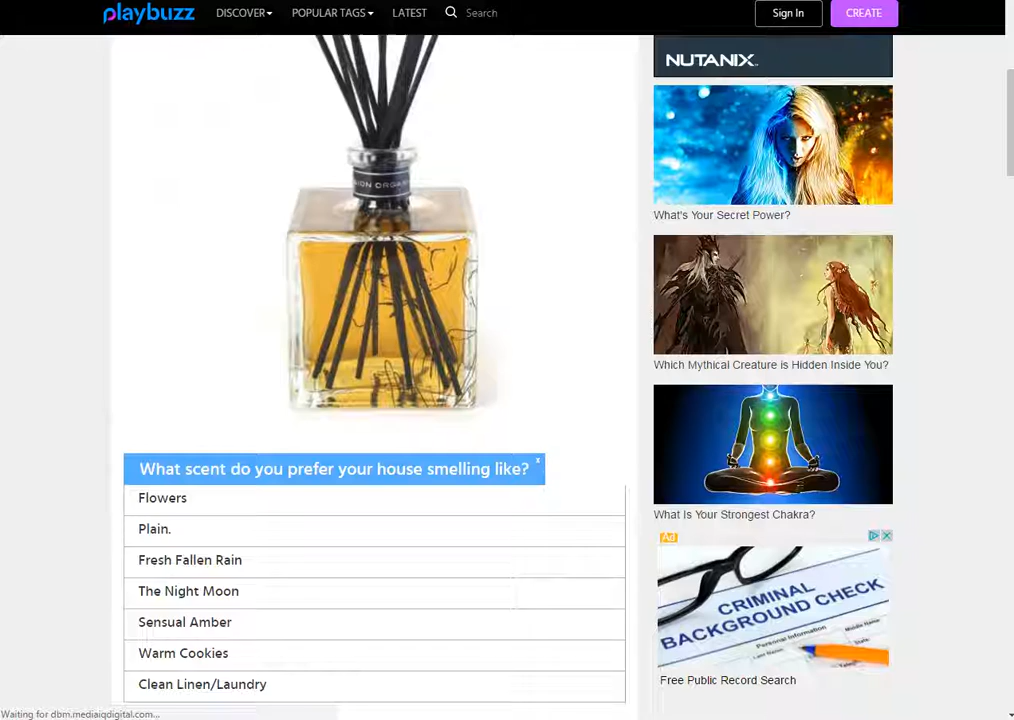 playbuzz
DISCOVER
POPULAR TAGS
LATEST
Search
Sign In
CREATE
NUTANIX
What's Your Secret Power?
Which Mythical Creature is Hidden Inside You?
What Is Your Strongest Chakra?
What scent do you prefer your house smelling like?
x
Flowers
Plain.
Fresh Fallen Rain
The Night Moon
Sensual Amber
Warm Cookies
Clean Linen/Laundry
Ad
CRIMINAL
BACKGROUND CHECK
Personal Information
Free Public Record Search
Waiting for dbm.mediaiqdigital.com...